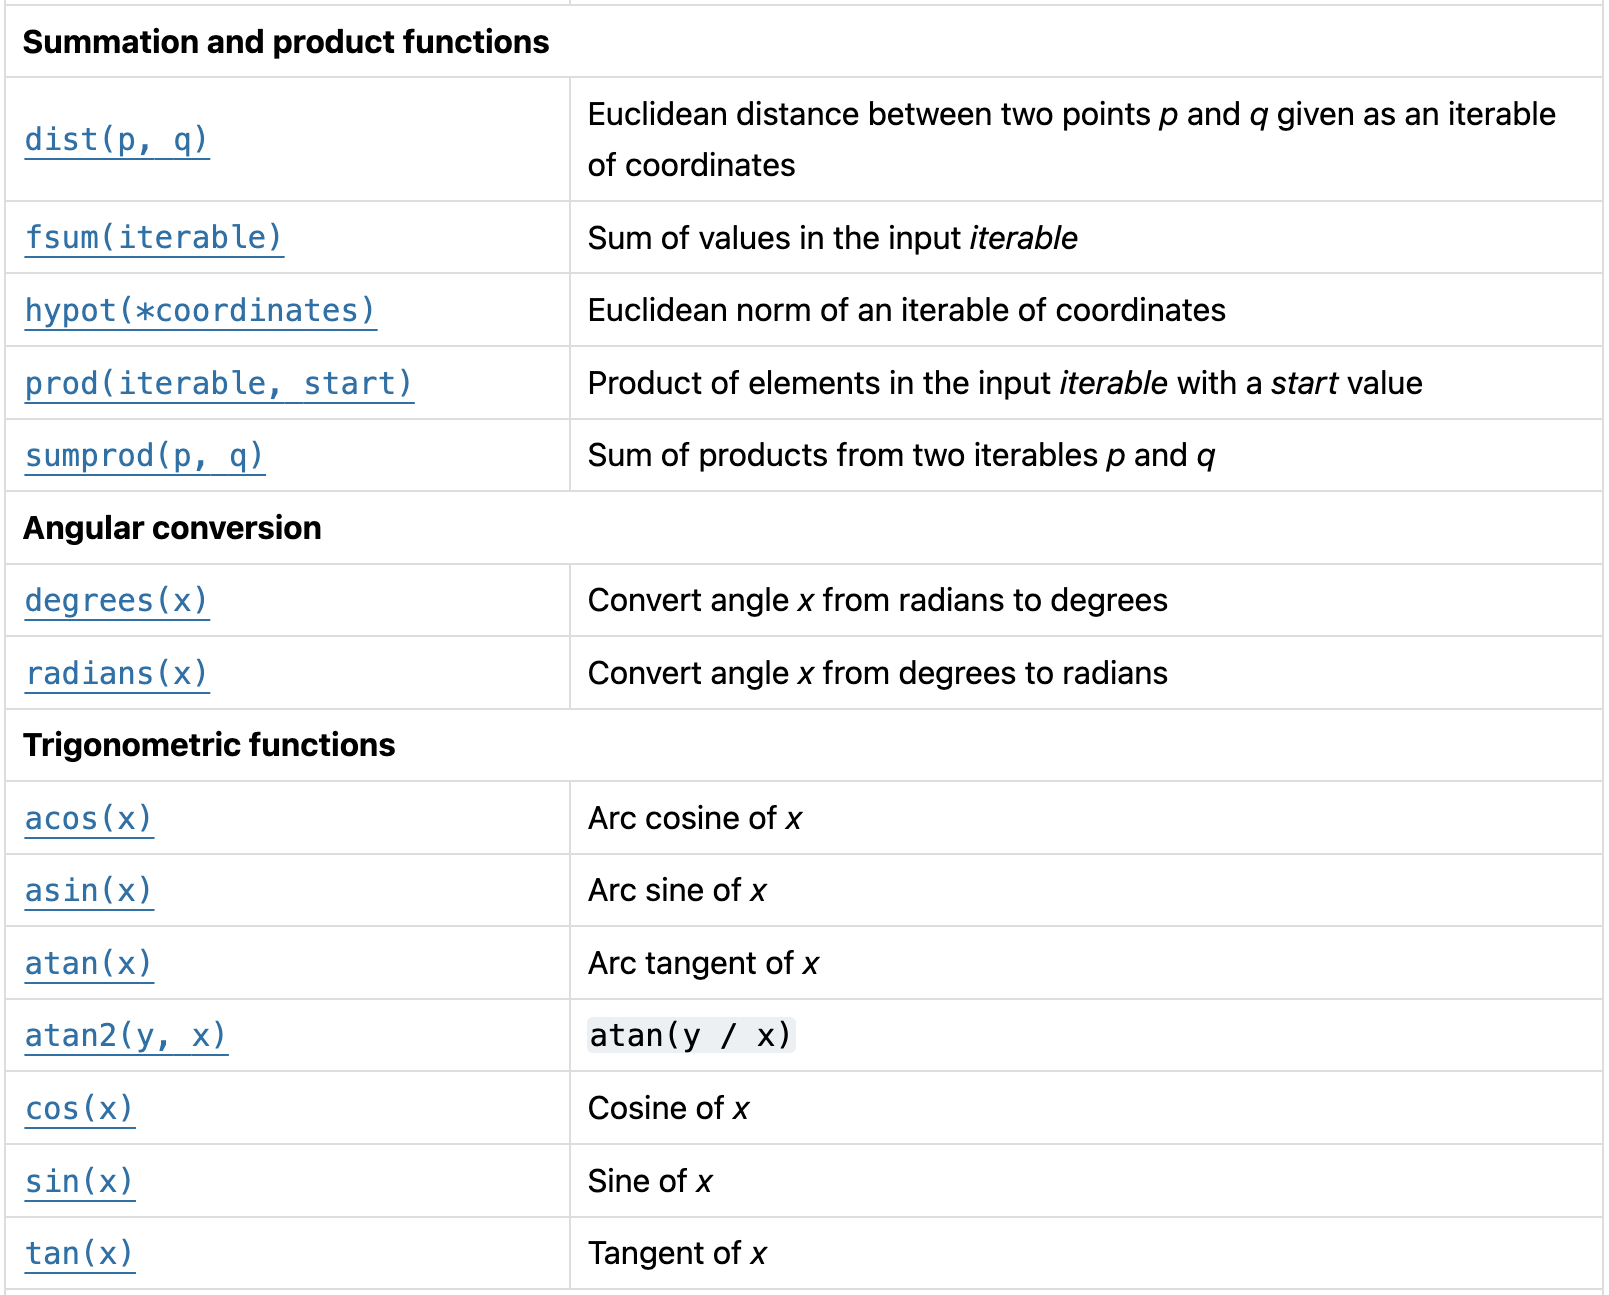 Summation and product functions
dist(p, q)
Euclidean distance between two points p and q given as an iterable
of coordinates
fsum(iterable)
Sum of values in the input iterable
hypot(*coordinates)
Euclidean norm of an iterable of coordinates
prod(iterable, start)
Product of elements in the input iterable with a start value
sumprod(p, q)
Sum of products from two iterables p and q
Angular conversion
degrees(x)
Convert angle x from radians to degrees
radians(x)
Convert angle x from degrees to radians
Trigonometric functions
acos(x)
Arc cosine of x
asin(x)
Arc sine of x
atan(x)
Arc tangent of x
atan2(y, x)
atan(y / x)
cos(x)
Cosine of x
sin(x)
Sine of x
tan(x)
Tangent of x